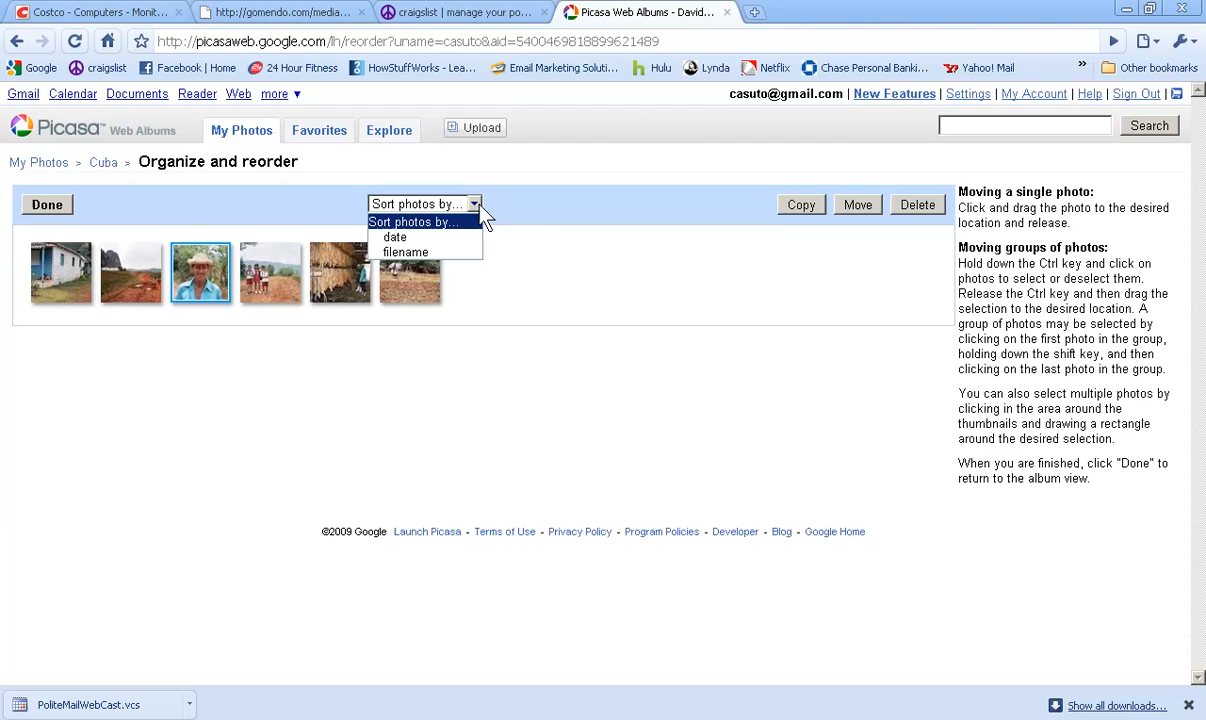 Costco - Computers - Monit... http://gomendo.com/media... craigslist | manage your po... Picasa Web Albums - David...
http://picasaweb.google.com/lh/reorder?uname=casuto&aid=5400469818899621489
Google craigslist Facebook | Home 24 Hour Fitness HowStuffWorks - Lea... Email Marketing Soluti... Hulu Lynda Netflix Chase Personal Banki... Yahoo! Mail » Other bookmarks
Gmail Calendar Documents Reader Web more ▼ casuto@gmail.com | New Features | Settings | My Account | Help | Sign Out |
Picasa™ Web Albums My Photos Favorites Explore Upload Search
My Photos > Cuba > Organize and reorder
Done Sort photos by... Copy Move Delete
Sort photos by...
date
filename
Moving a single photo:
Click and drag the photo to the desired
location and release.
Moving groups of photos:
Hold down the Ctrl key and click on
photos to select or deselect them.
Release the Ctrl key and then drag the
selection to the desired location. A
group of photos may be selected by
clicking on the first photo in the group,
holding down the shift key, and then
clicking on the last photo in the group.
You can also select multiple photos by
clicking in the area around the
thumbnails and drawing a rectangle
around the desired selection.
When you are finished, click "Done" to
return to the album view.
©2009 Google Launch Picasa - Terms of Use - Privacy Policy - Program Policies - Developer - Blog - Google Home
PoliteMailWebCast.vcs Show all downloads...